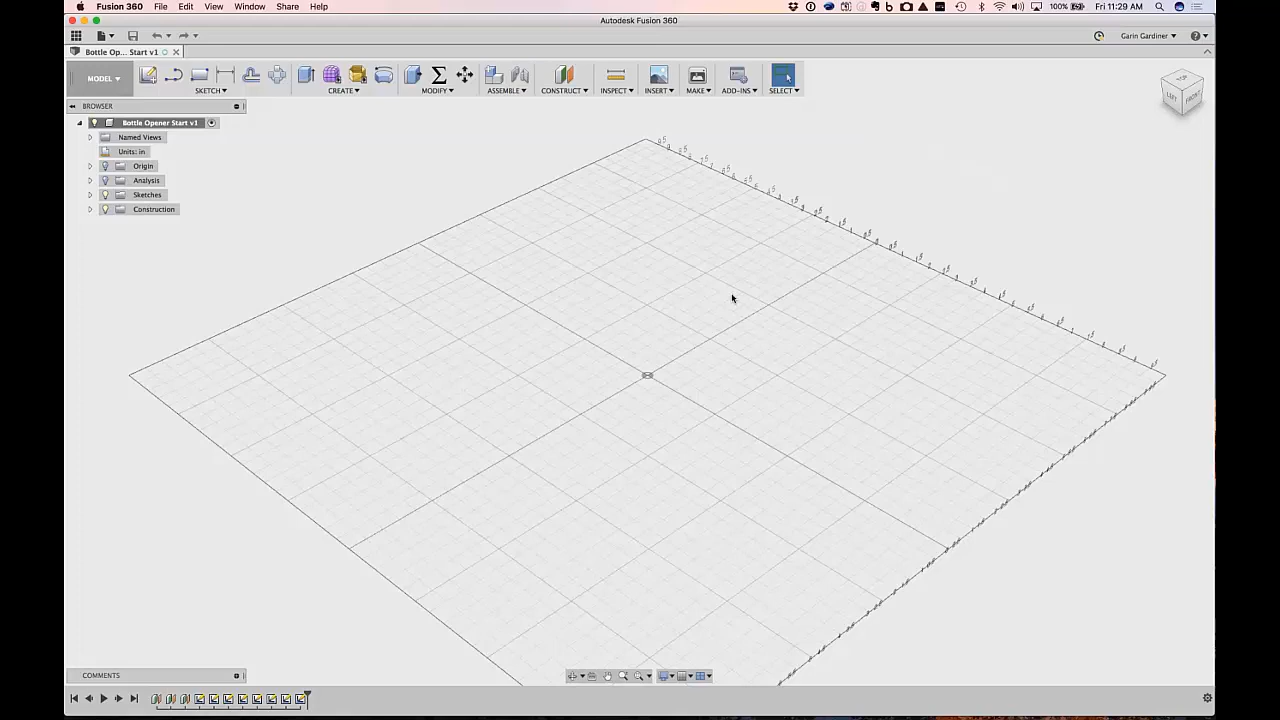 Fusion 360 File Edit View Window Share Help
100% Fri 11:29 AM
Autodesk Fusion 360
Garin Gardiner
Bottle Op... Start v1
MODEL SKETCH CREATE MODIFY ASSEMBLE CONSTRUCT INSPECT INSERT MAKE ADD-INS SELECT
BROWSER
Bottle Opener Start v1
Named Views
Units: in
Origin
Analysis
Sketches
Construction
LEFT FRONT
COMMENTS